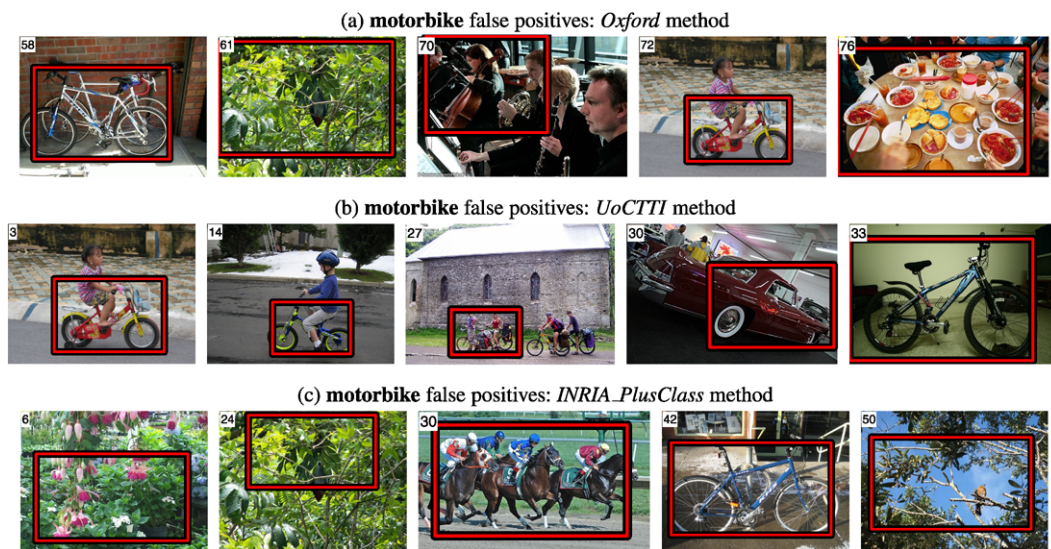 (a) motorbike false positives: Oxford method
58 61 70 72 76
(b) motorbike false positives: UoCTTI method
3 14 27 30 33
(c) motorbike false positives: INRIA_PlusClass method
6 24 30 42 50